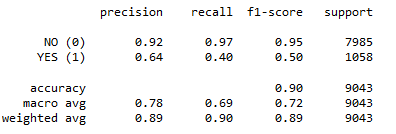 precision recall f1-score support
NO (0) 0.92 0.97 0.95 7985
YES (1) 0.64 0.40 0.50 1058
accuracy 0.90 9043
macro avg 0.78 0.69 0.72 9043
weighted avg 0.89 0.90 0.89 9043